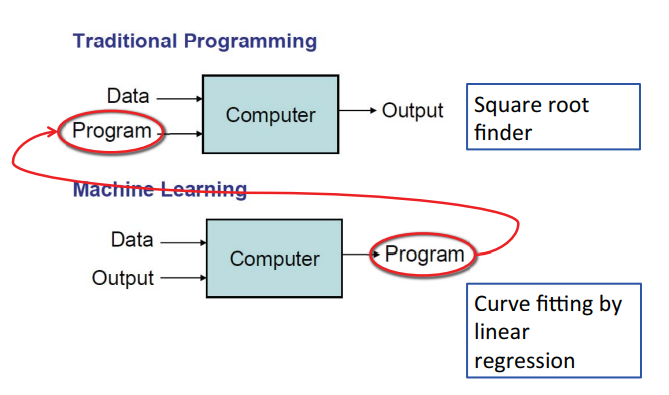 Traditional Programming
Data
Program
Computer
Output
Square root
finder
Machine Learning
Data
Output
Computer
Program
Curve fitting by
linear
regression